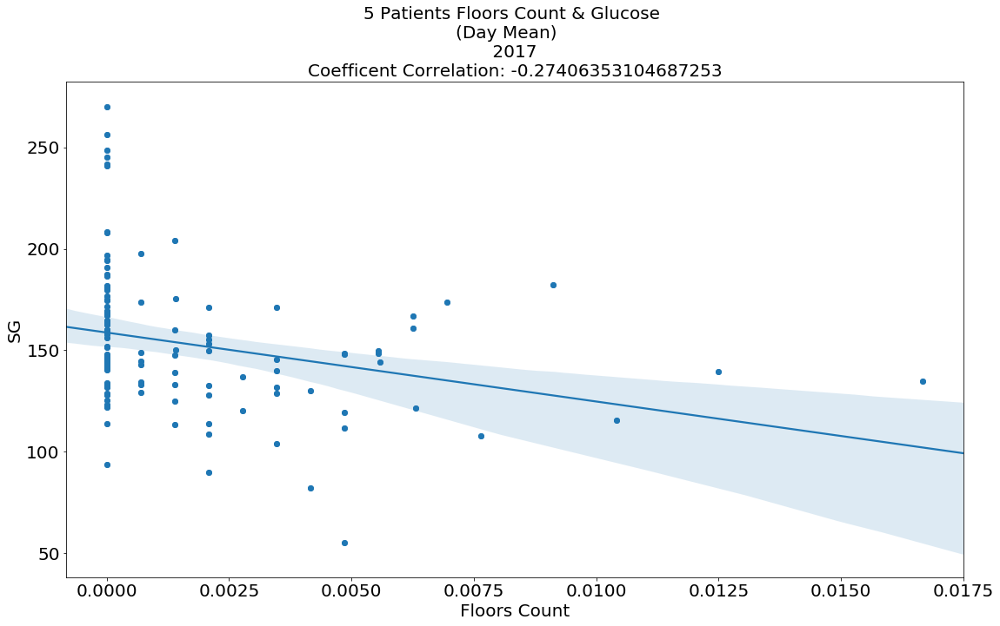 5 Patients Floors Count & Glucose
(Day Mean)
2017
Coefficent Correlation: -0.27406353104687253
250
200
150
100
50
SG
0.0000 0.0025 0.0050 0.0075 0.0100 0.0125 0.0150 0.0175
Floors Count